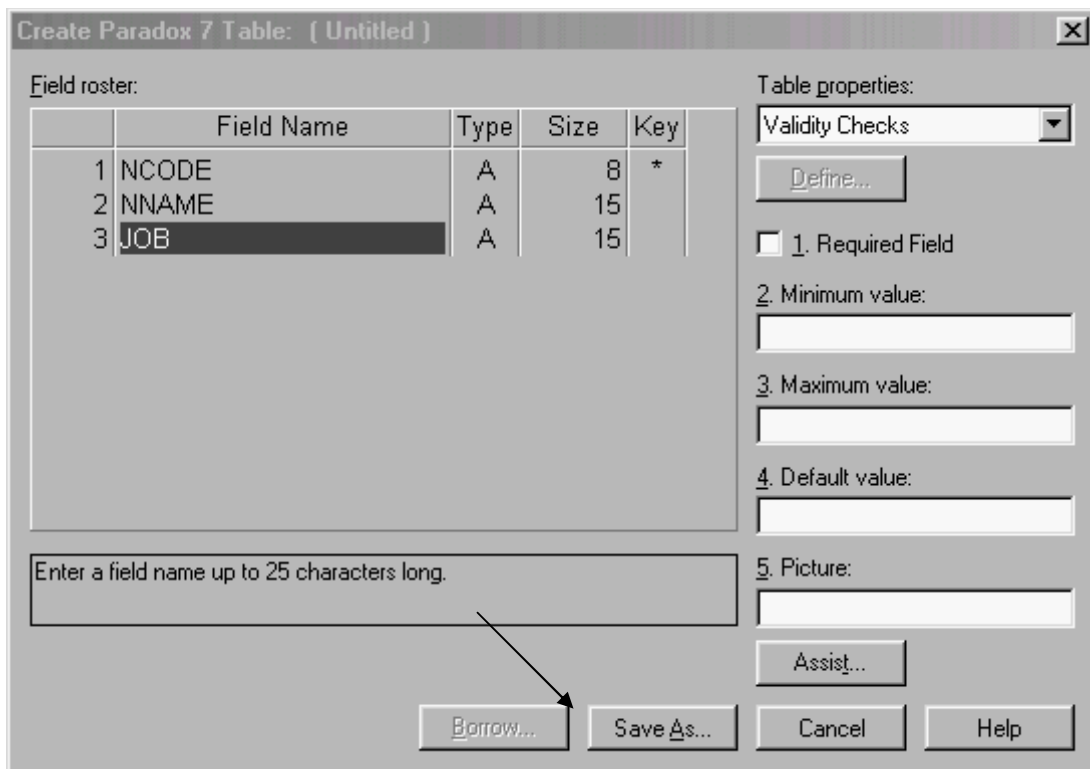 Create Paradox 7 Table: ( Untitled )
Field roster:
Field Name Type Size Key
1 NCODE A 8 *
2 NNAME A 15
3 JOB A 15
Enter a field name up to 25 characters long.
Table properties:
Validity Checks
Define...
1. Required Field
2. Minimum value:
3. Maximum value:
4. Default value:
5. Picture:
Assist...
Borrow... Save As... Cancel Help